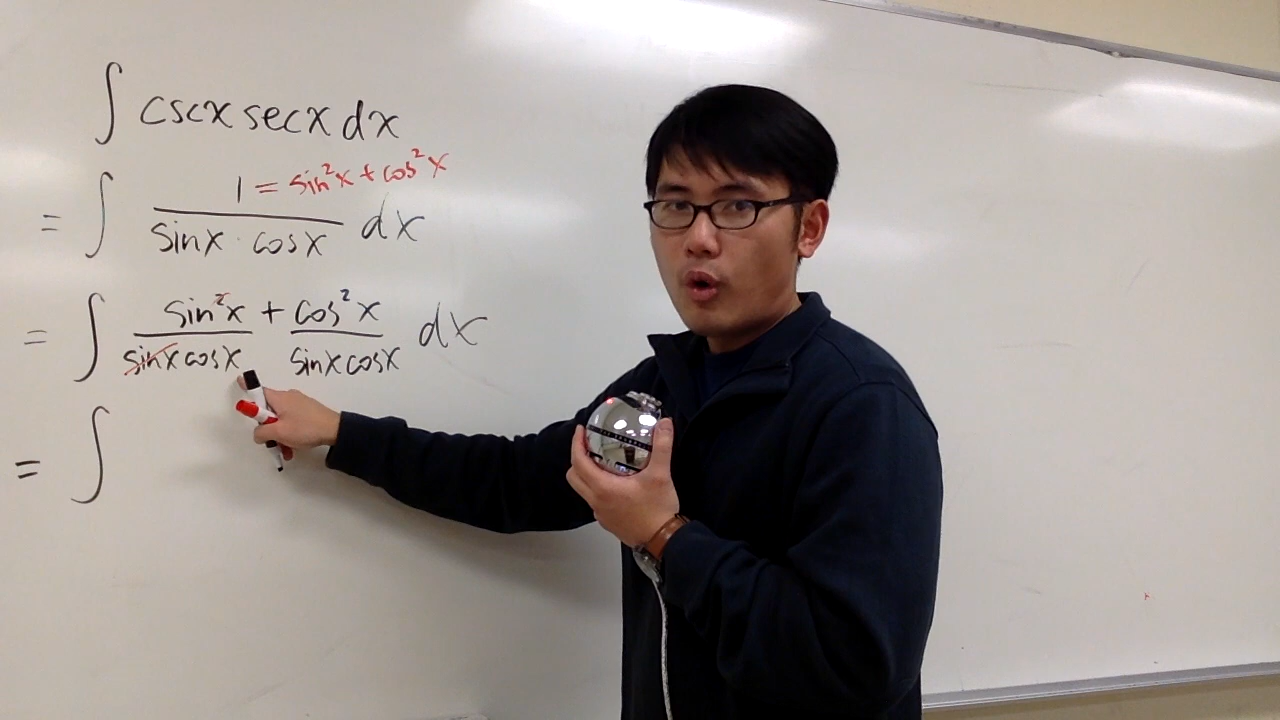 ∫ cscx secx dx
= ∫ 1 = sin²x + cos²x / sinx · cosx dx
= ∫ sin²x / sinx cosx + cos²x / sinx cosx dx
= ∫